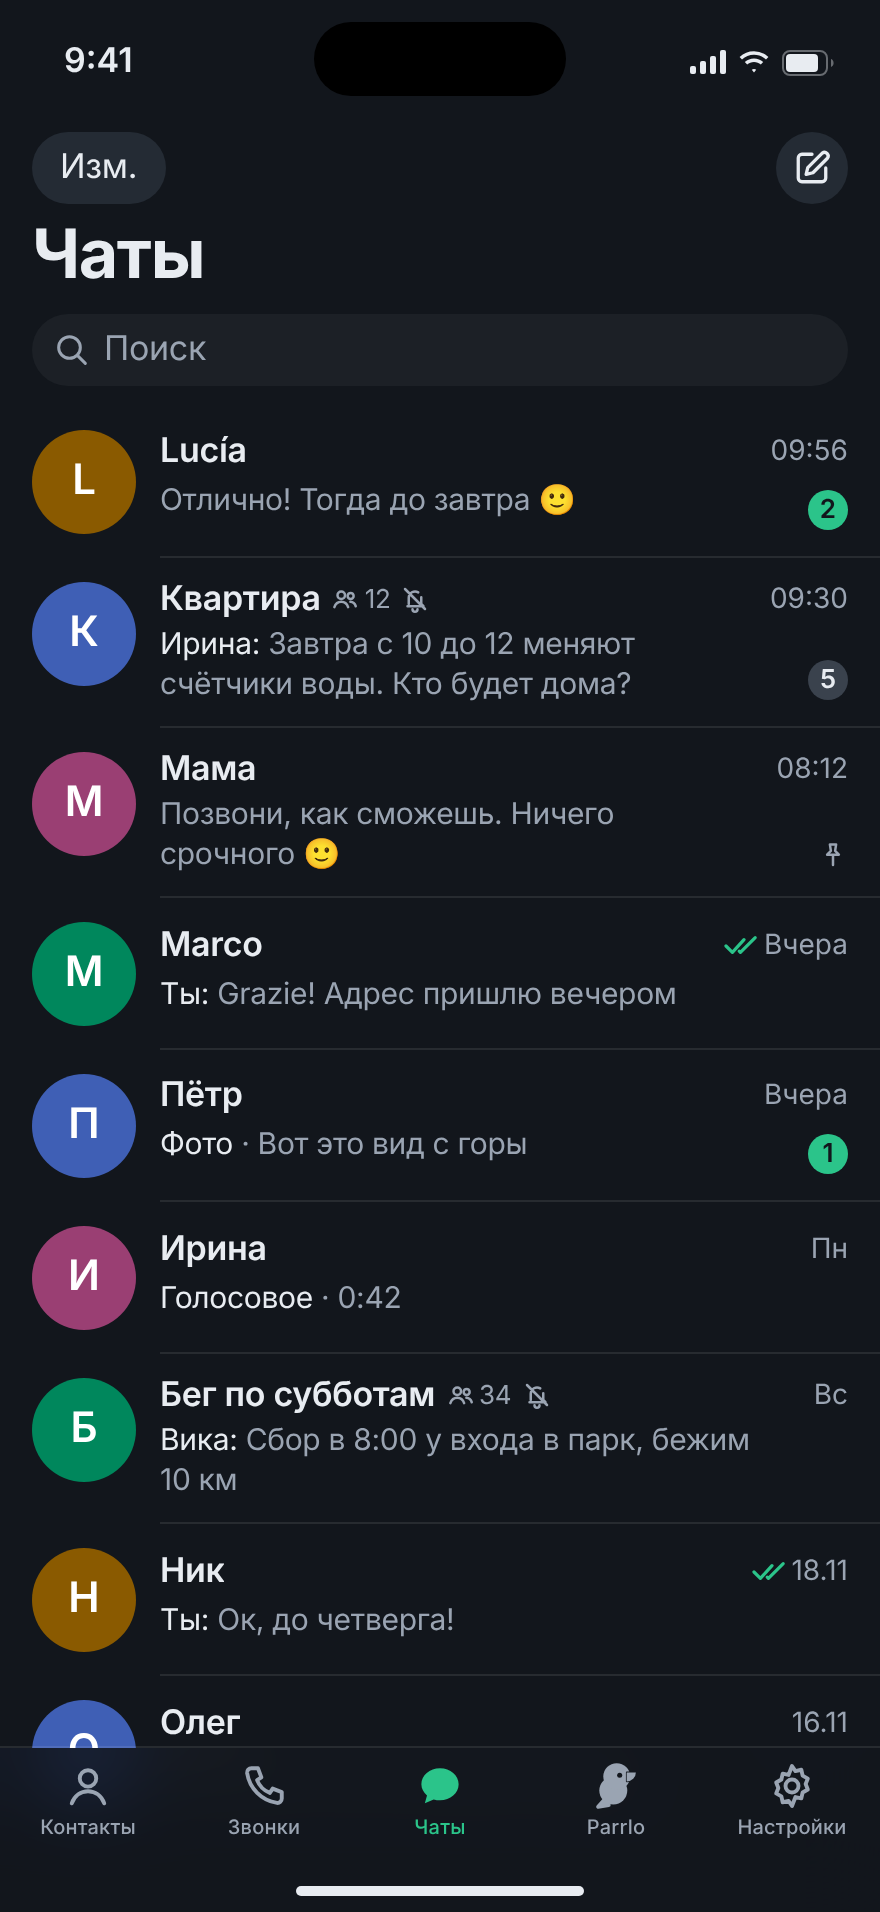 9:41
Изм.
Чаты
Поиск
L
Lucía
09:56
Отлично! Тогда до завтра 🙂
2
К
Квартира 12
09:30
Ирина: Завтра с 10 до 12 меняют
счётчики воды. Кто будет дома?
5
М
Мама
08:12
Позвони, как сможешь. Ничего
срочного 🙂
M
Marco
Вчера
Ты: Grazie! Адрес пришлю вечером
П
Пётр
Вчера
Фото · Вот это вид с горы
1
И
Ирина
Пн
Голосовое · 0:42
Б
Бег по субботам 34
Вс
Вика: Сбор в 8:00 у входа в парк, бежим
10 км
Н
Ник
18.11
Ты: Ок, до четверга!
О
Олег
16.11
Контакты
Звонки
Чаты
Parrlo
Настройки